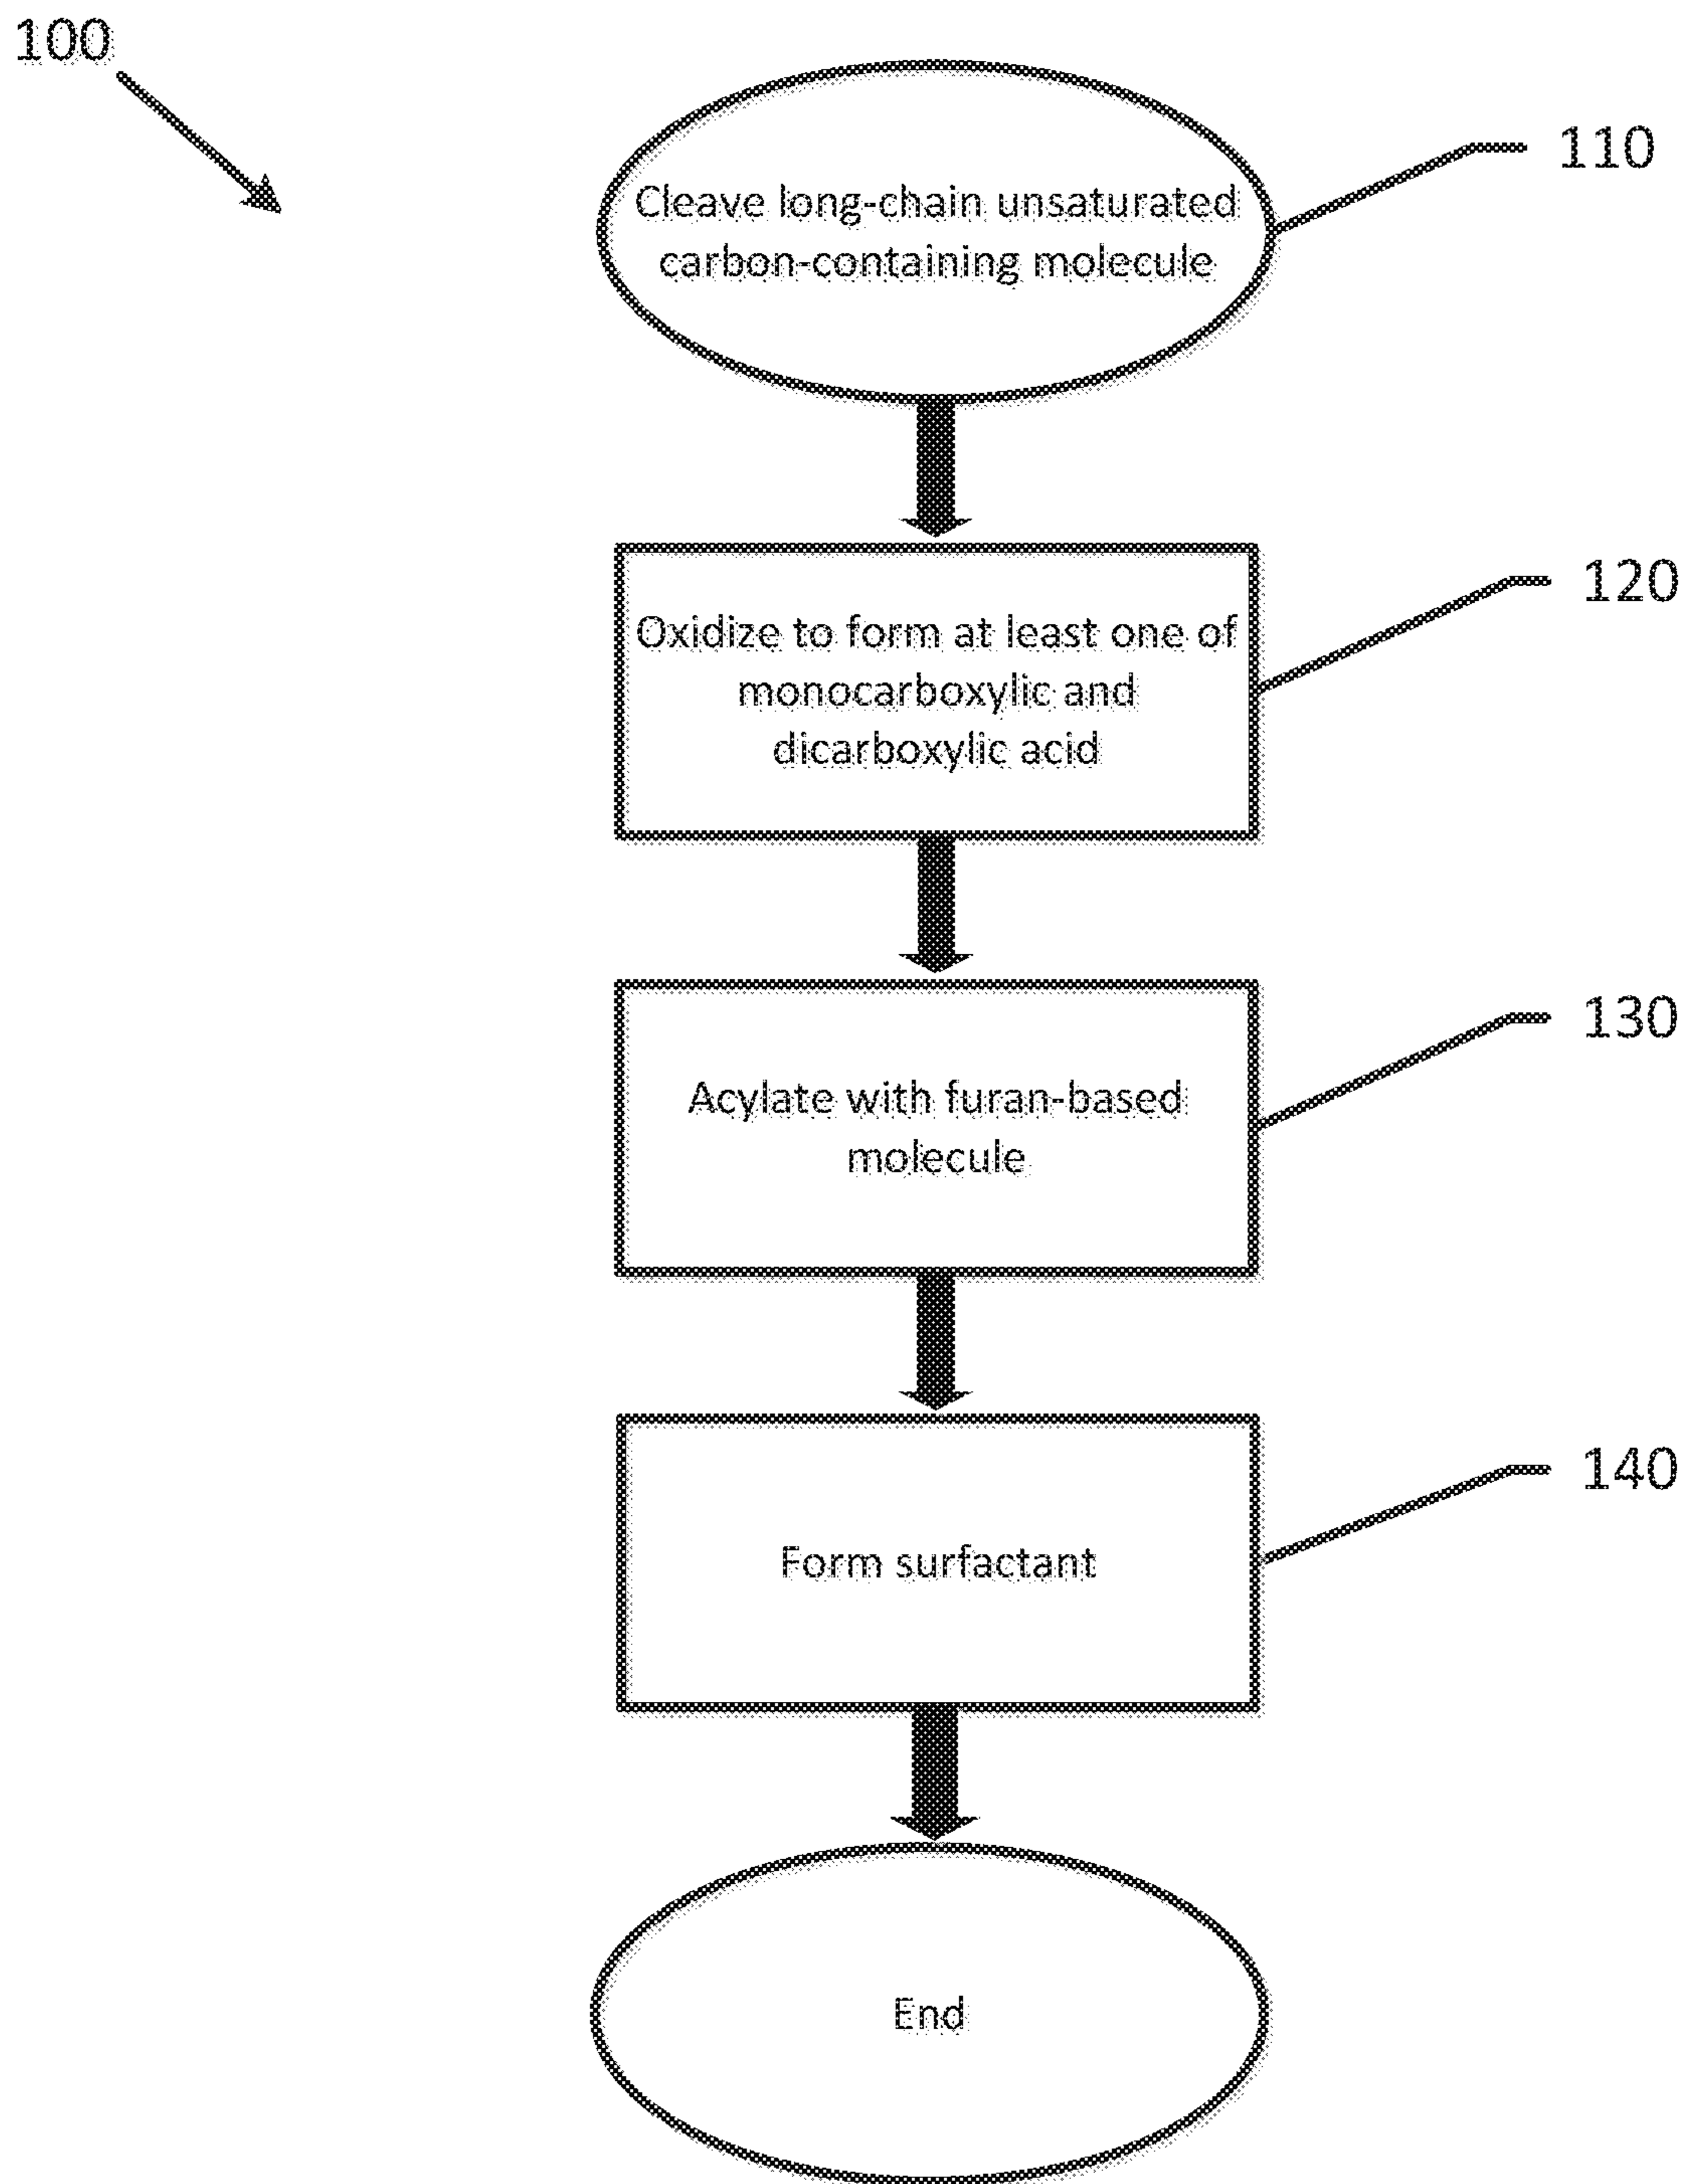 100
110
Cleave long-chain unsaturated
carbon-containing molecule
120
Oxidize to form at least one of
monocarboxylic and
dicarboxylic acid
130
Acylate with furan-based
molecule
140
Form surfactant
End